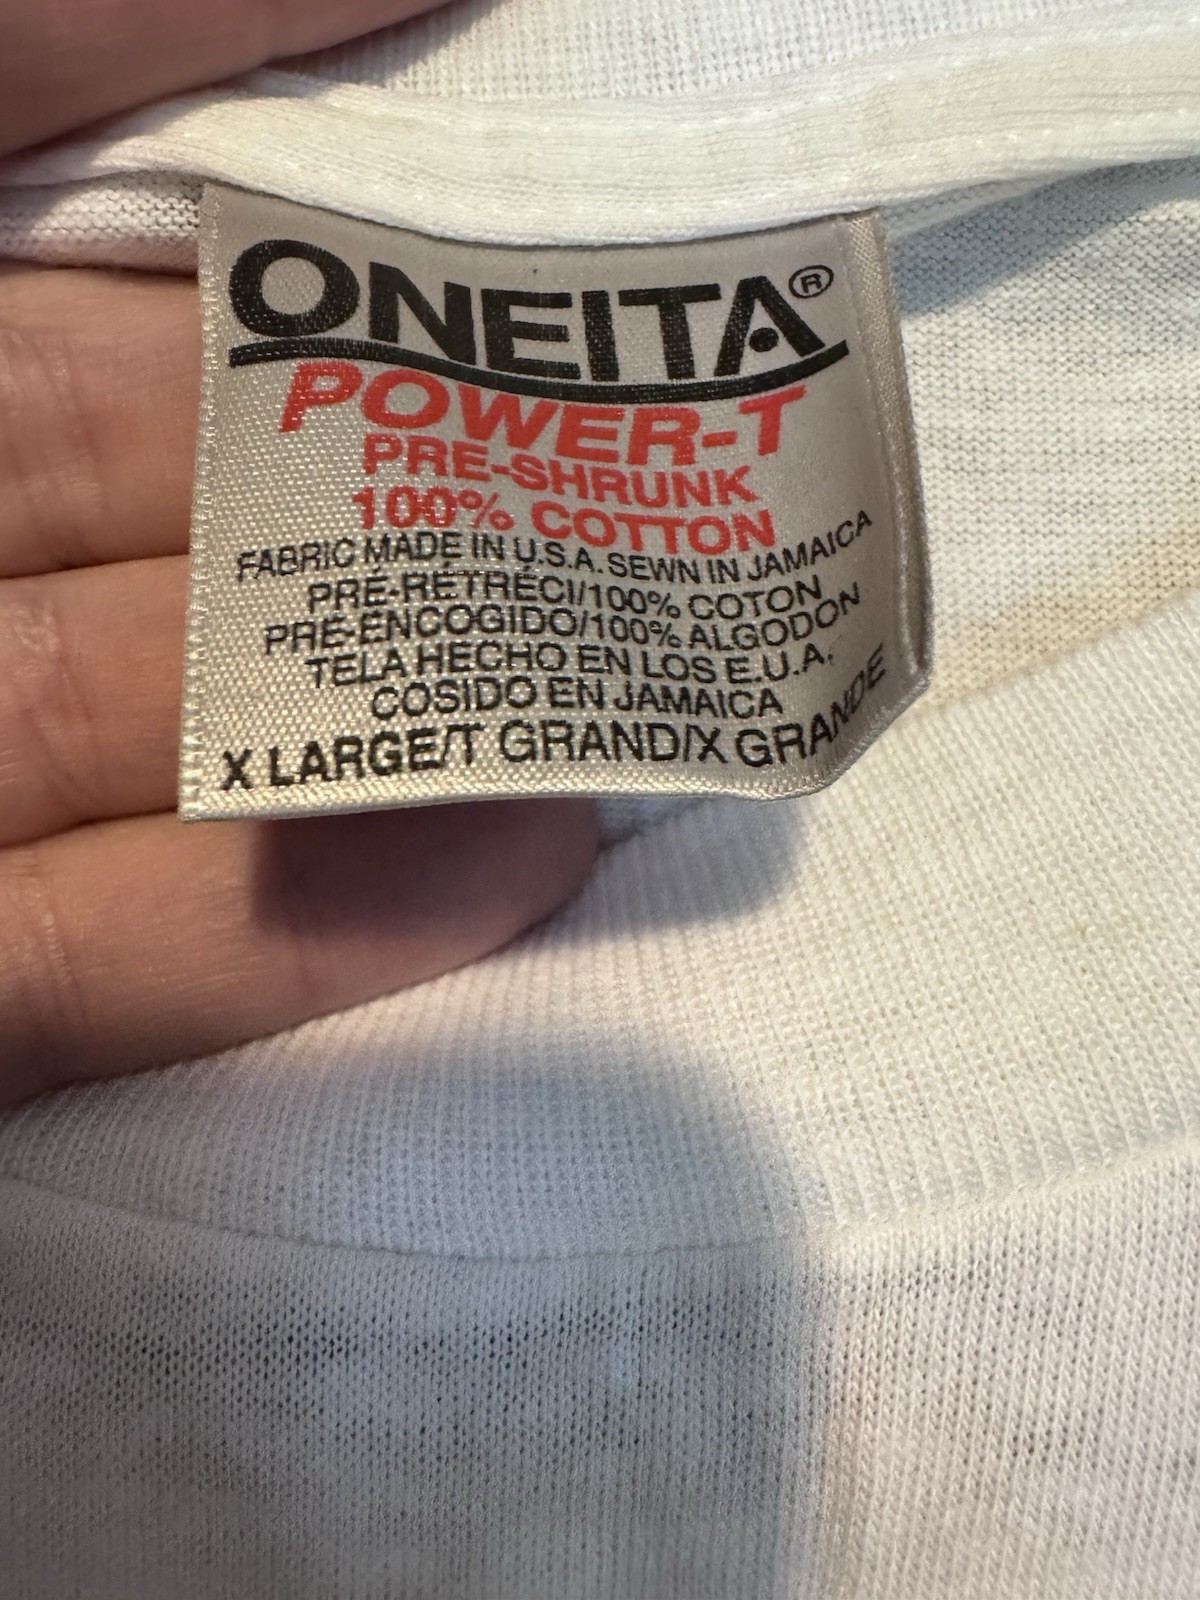 ONEITA®
POWER-T
PRE-SHRUNK
100% COTTON
FABRIC MADE IN U.S.A. SEWN IN JAMAICA
PRÉ-RÉTRÉCI/100% COTON
PRE-ENCOGIDO/100% ALGODON
TELA HECHO EN LOS E.U.A.
COSIDO EN JAMAICA
X LARGE/T GRAND/X GRANDE